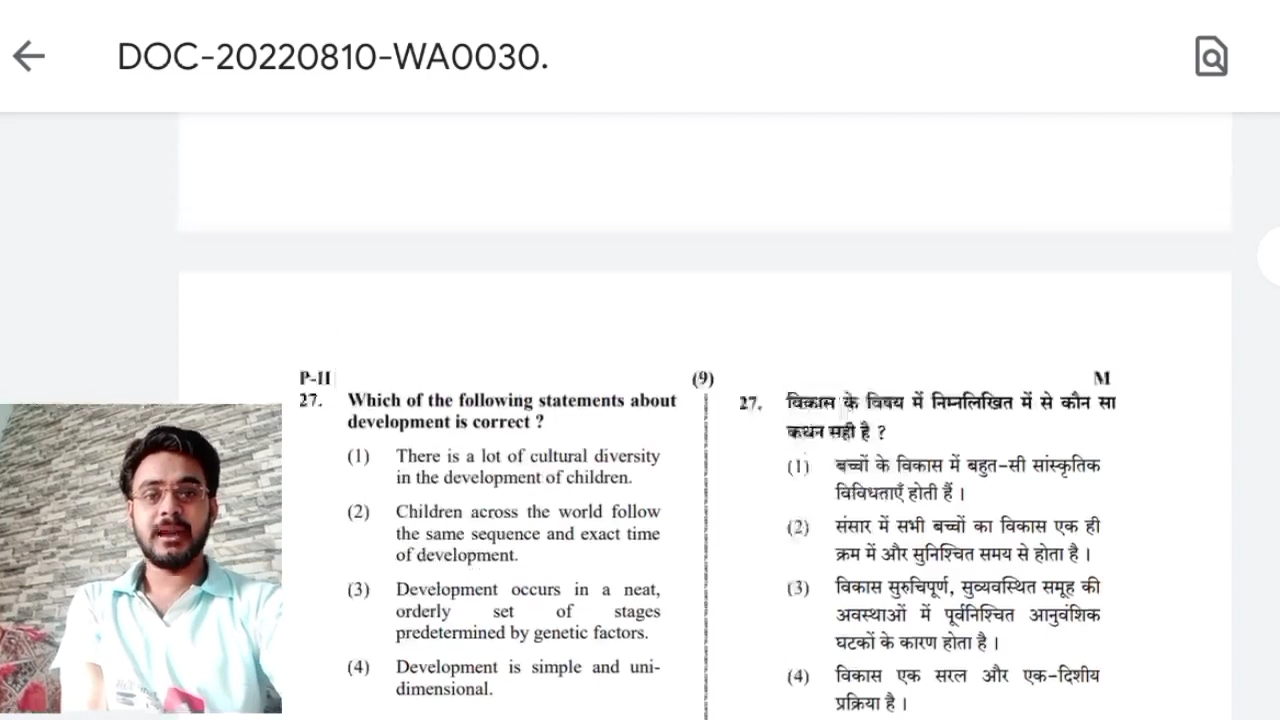 DOC-20220810-WA0030.
P-II
(9)
M
27.
Which of the following statements about
development is correct ?
(1) There is a lot of cultural diversity
in the development of children.
(2) Children across the world follow
the same sequence and exact time
of development.
(3) Development occurs in a neat,
orderly set of stages
predetermined by genetic factors.
(4) Development is simple and uni-
dimensional.
27. विकास के विषय में निम्नलिखित में से कौन सा
कथन सही है ?
(1) बच्चों के विकास में बहुत-सी सांस्कृतिक
विविधताएँ होती हैं ।
(2) संसार में सभी बच्चों का विकास एक ही
क्रम में और सुनिश्चित समय से होता है ।
(3) विकास सुरुचिपूर्ण, सुव्यवस्थित समूह की
अवस्थाओं में पूर्वनिश्चित आनुवंशिक
घटकों के कारण होता है ।
(4) विकास एक सरल और एक-दिशीय
प्रक्रिया है ।